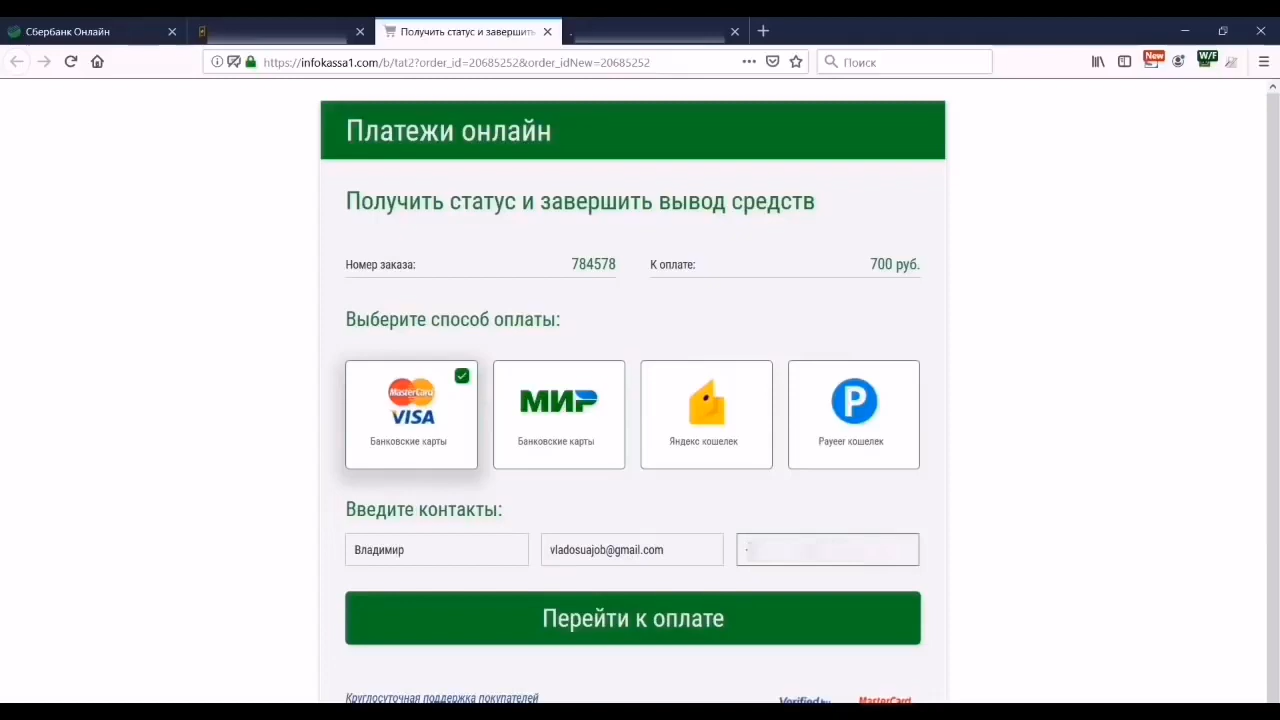 Сбербанк Онлайн
Получить статус и завершить
https://infokassa1.com/b/tat2?order_id=20685252&order_idNew=20685252
Поиск
New
W/F
Платежи онлайн
Получить статус и завершить вывод средств
Номер заказа: 784578 К оплате: 700 руб.
Выберите способ оплаты:
MasterCard
VISA
МИР
P
Банковские карты Банковские карты Яндекс кошелек Payeer кошелек
Введите контакты:
Владимир vladosuajob@gmail.com
Перейти к оплате
Круглосуточная поддержка покупателей
Verified by MasterCard